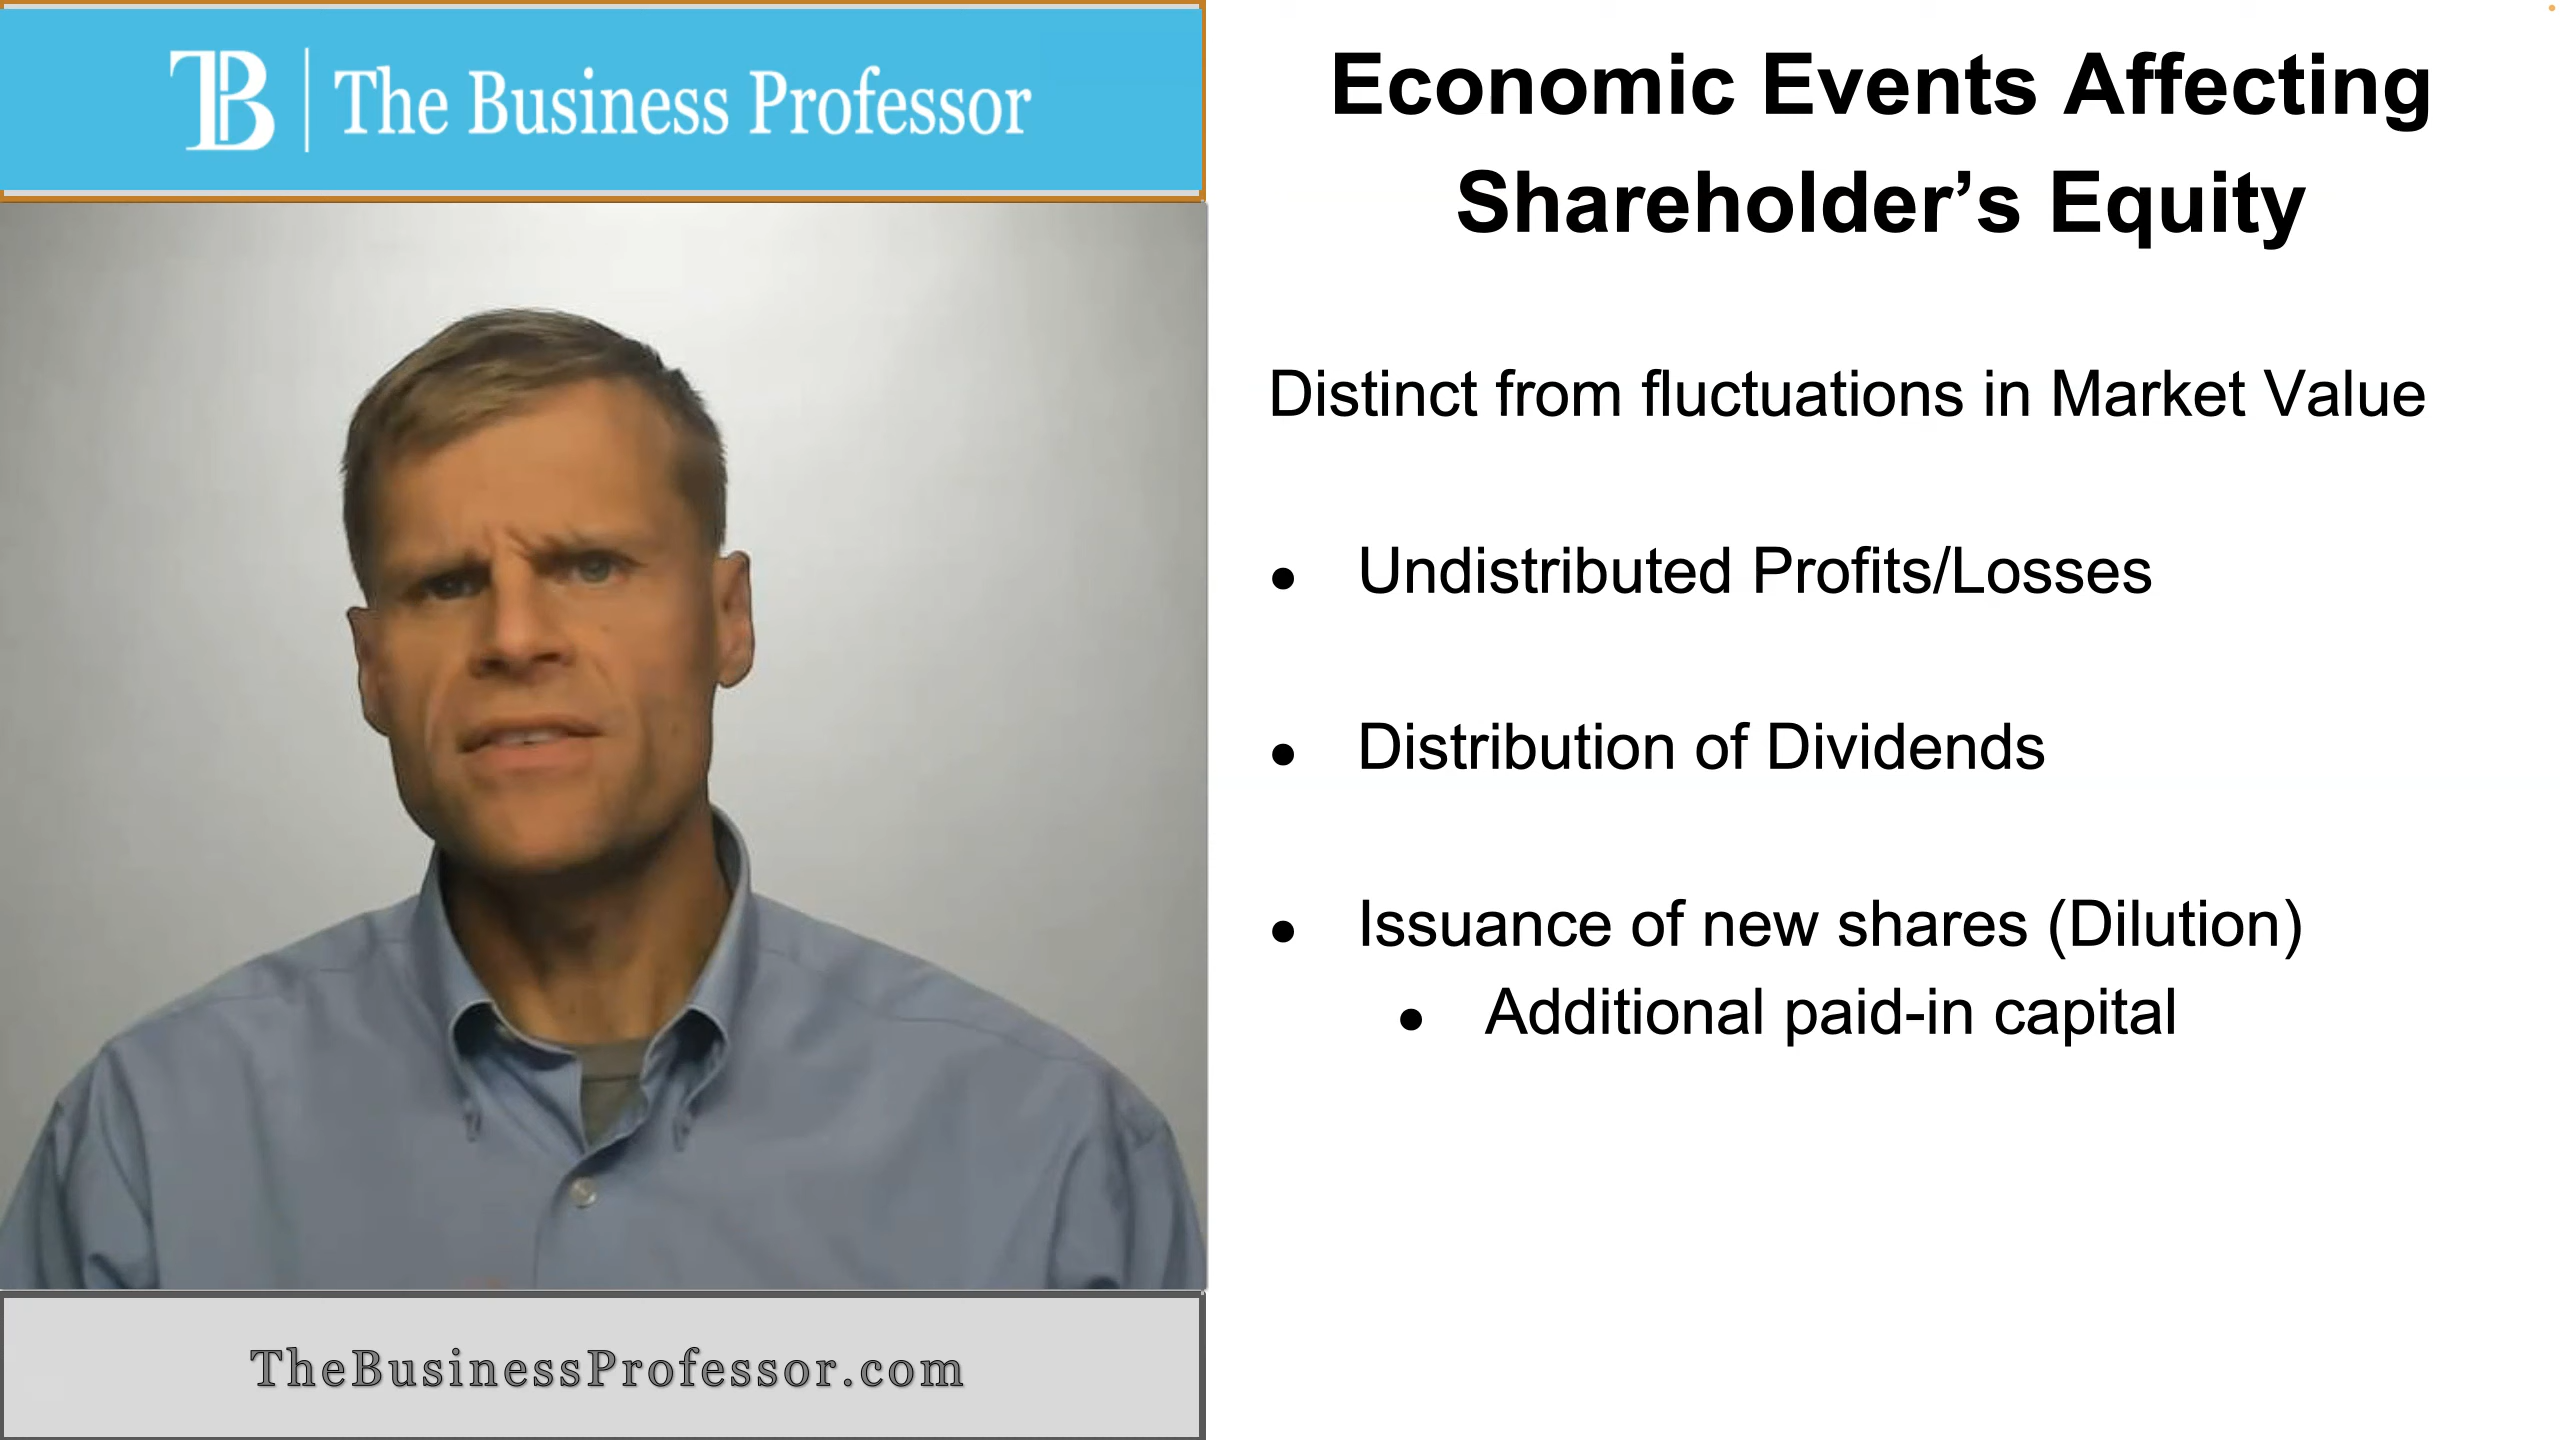 TB | The Business Professor
Economic Events Affecting
Shareholder’s Equity
Distinct from fluctuations in Market Value
● Undistributed Profits/Losses
● Distribution of Dividends
● Issuance of new shares (Dilution)
● Additional paid-in capital
TheBusinessProfessor.com